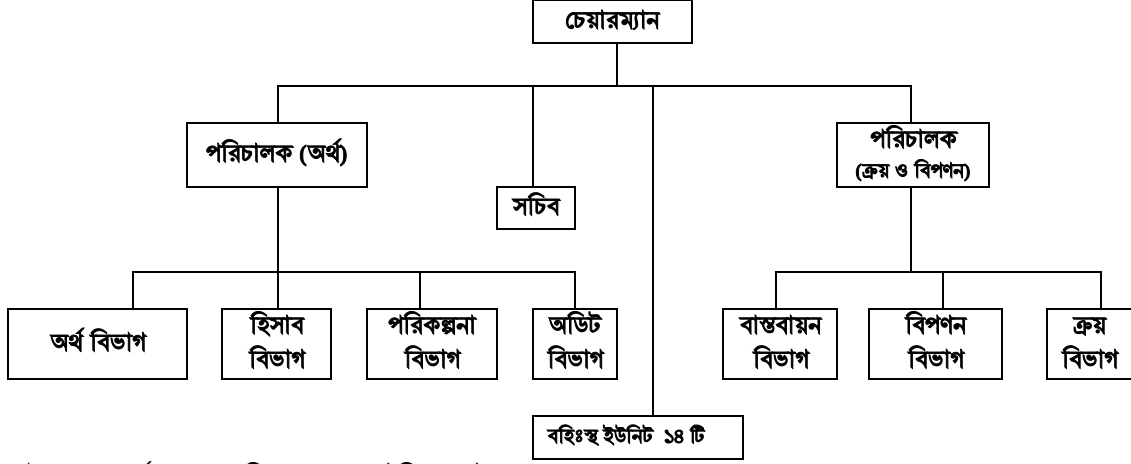 চেয়ারম্যান
পরিচালক (অর্থ)
পরিচালক
(ক্রয় ও বিপণন)
সচিব
অর্থ বিভাগ
হিসাব
বিভাগ
পরিকল্পনা
বিভাগ
অডিট
বিভাগ
বাস্তবায়ন
বিভাগ
বিপণন
বিভাগ
ক্রয়
বিভাগ
বহিঃস্থ ইউনিট ১৪ টি